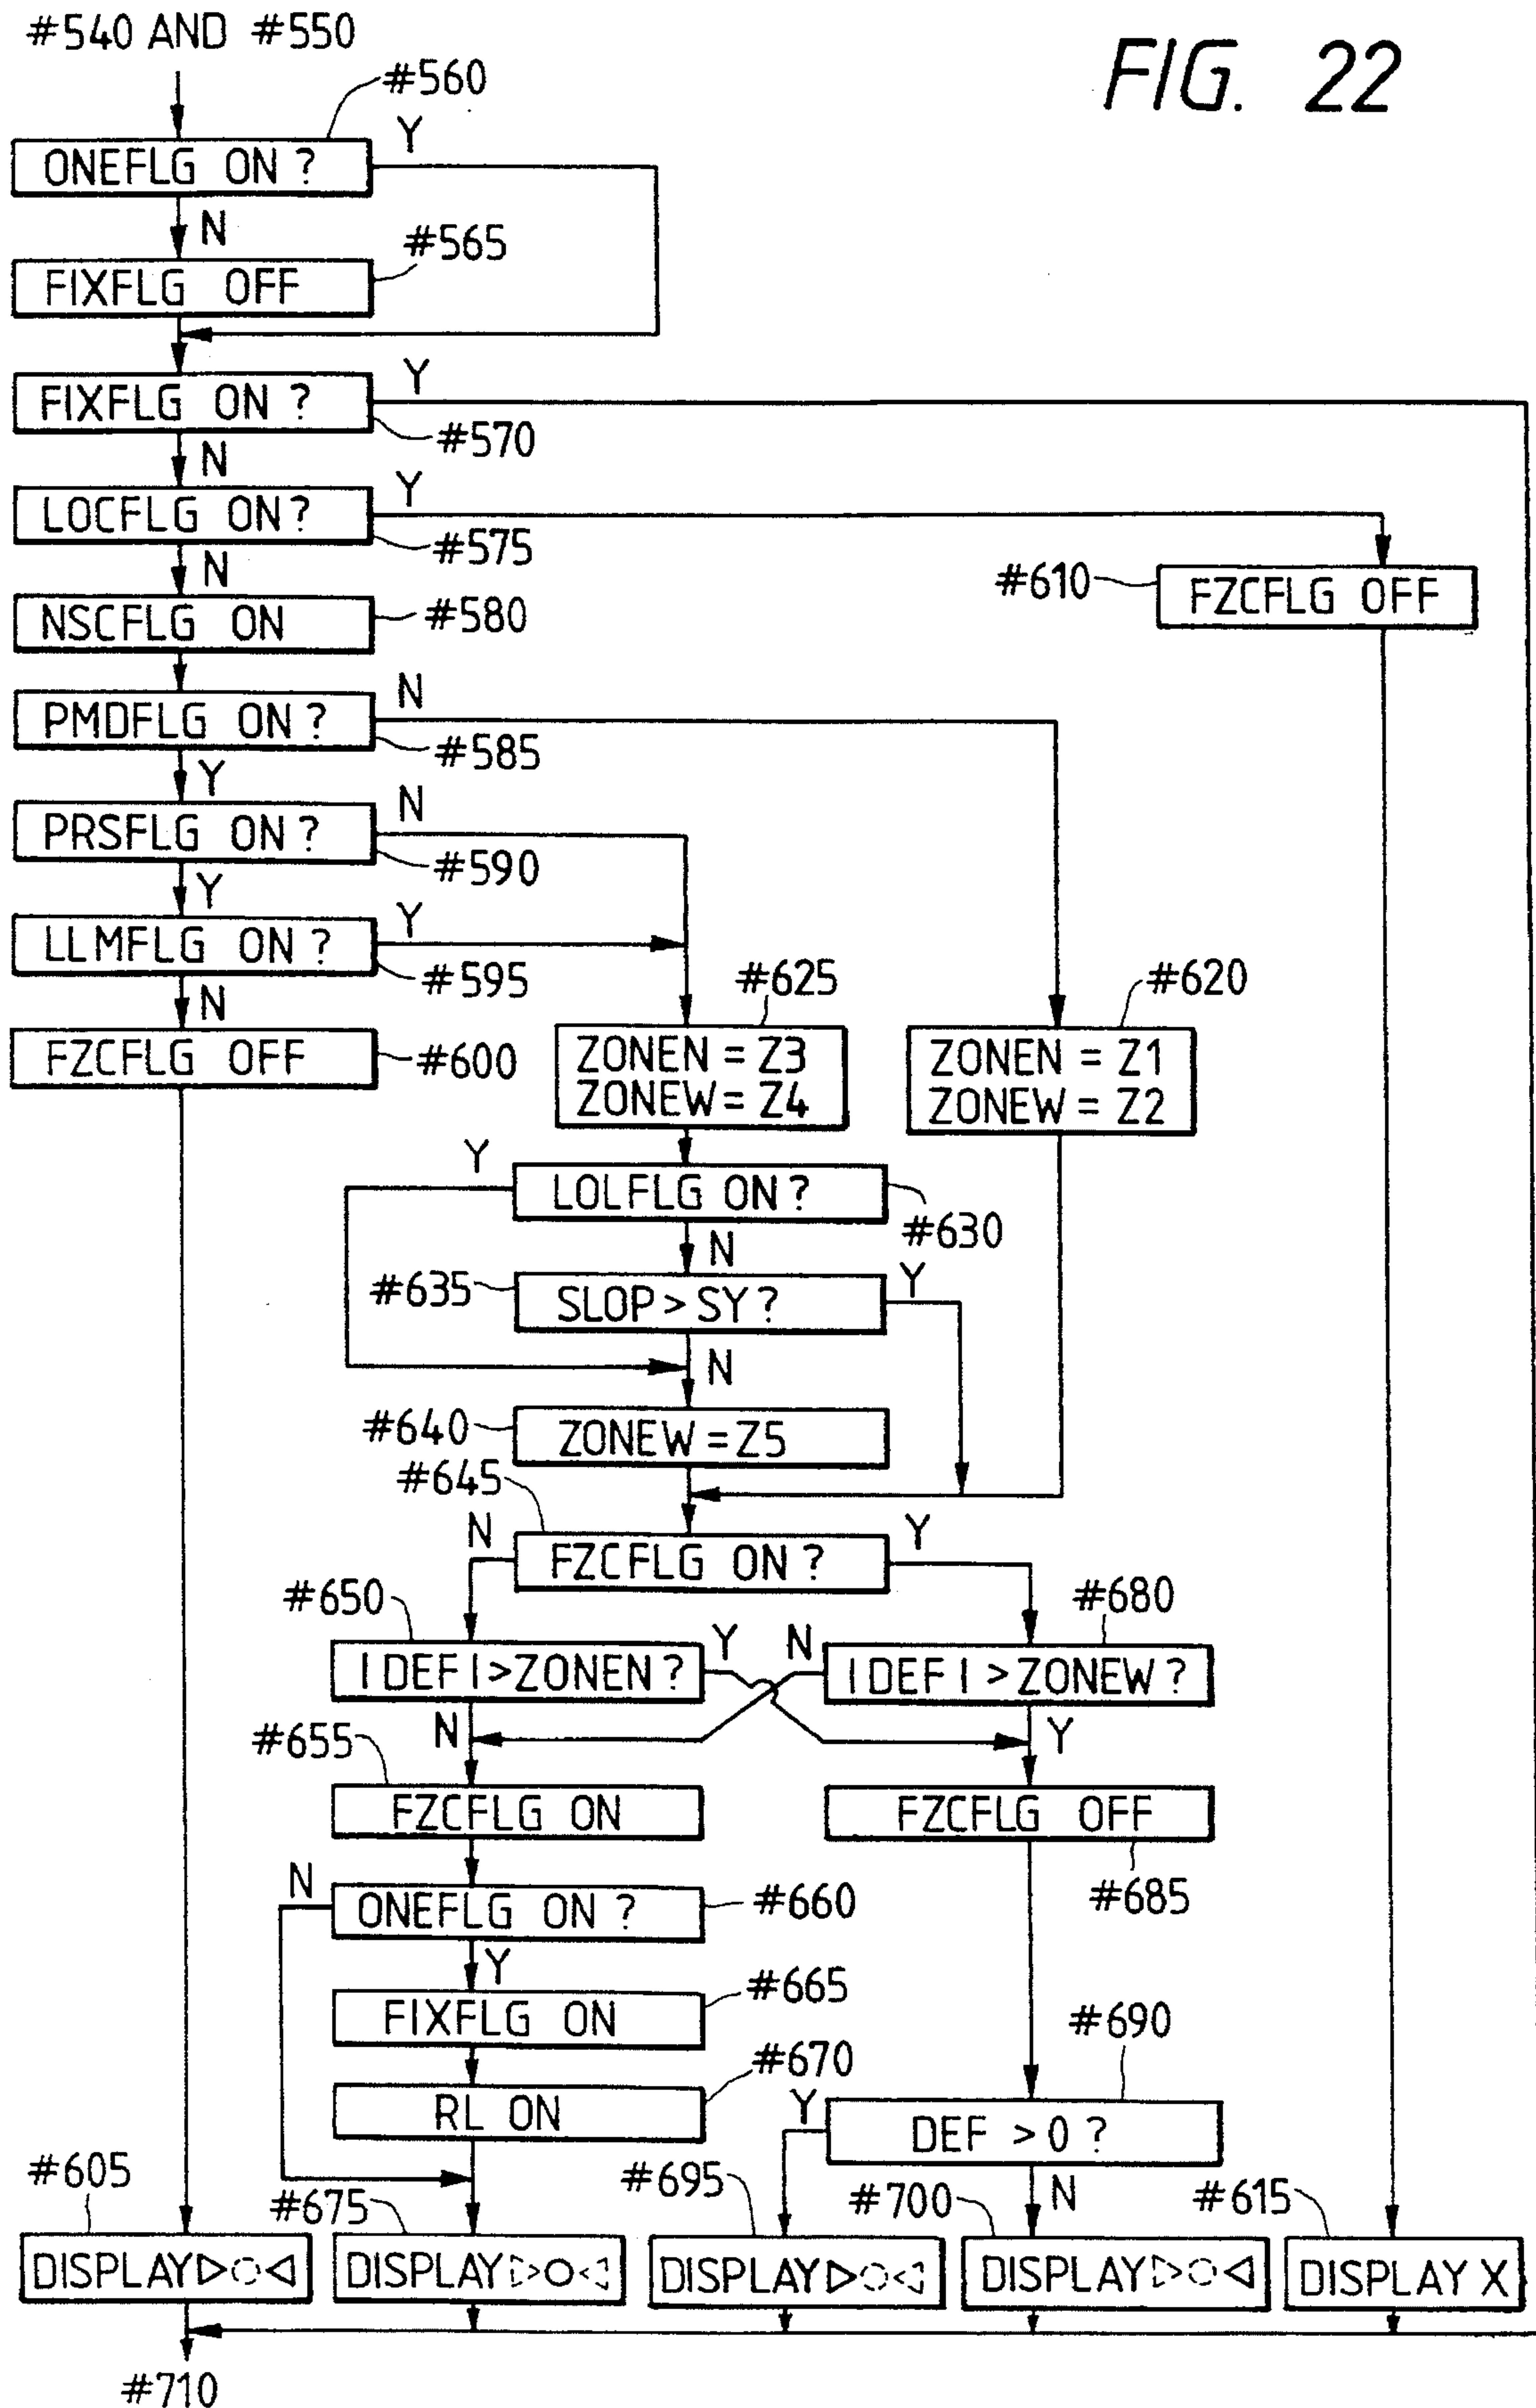 #540 AND #550
FIG. 22
#560
ONEFLG ON ?
Y
N
#565
FIXFLG OFF
FIXFLG ON ?
Y
#570
N
LOCFLG ON ?
Y
#575
N
#610
FZCFLG OFF
NSCFLG ON
#580
PMDFLG ON ?
N
#585
Y
PRSFLG ON ?
N
#590
Y
LLMFLG ON ?
Y
#595
N
FZCFLG OFF
#600
#625
ZONEN = Z3
ZONEW = Z4
#620
ZONEN = Z1
ZONEW = Z2
Y
LOLFLG ON ?
#630
N
#635
SLOP > SY ?
Y
N
#640
ZONEW = Z5
#645
N
FZCFLG ON ?
Y
#650
|DEF|>ZONEN ?
Y
N
#680
N
|DEF| > ZONEW ?
Y
#655
FZCFLG ON
FZCFLG OFF
#685
N
ONEFLG ON ?
#660
Y
FIXFLG ON
#665
RL ON
#670
#690
Y
DEF > 0 ?
N
#605
DISPLAY ▷◌◁
#675
DISPLAY ▷○◁
#695
DISPLAY ▷◌◁
#700
DISPLAY ▷◌◁
#615
DISPLAY X
#710